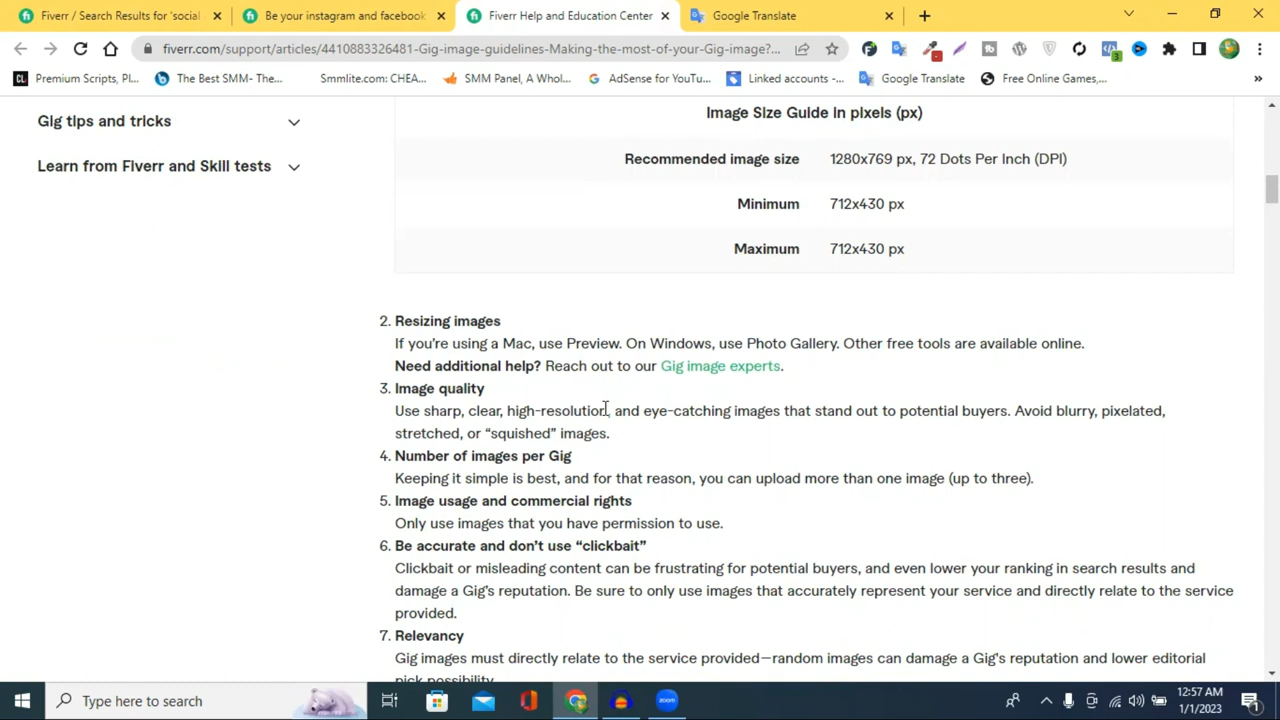 Fiverr / Search Results for 'social
Be your instagram and facebook
Fiverr Help and Education Center
Google Translate
fiverr.com/support/articles/4410883326481-Gig-image-guidelines-Making-the-most-of-your-Gig-image?...
3
Premium Scripts, Pl...
The Best SMM- The...
Smmlite.com: CHEA...
SMM Panel, A Whol...
AdSense for YouTu...
Linked accounts -...
Google Translate
Free Online Games,...
»
Gig tips and tricks
Learn from Fiverr and Skill tests
Image Size Guide in pixels (px)
Recommended image size 1280x769 px, 72 Dots Per Inch (DPI)
Minimum 712x430 px
Maximum 712x430 px
2. Resizing images
If you're using a Mac, use Preview. On Windows, use Photo Gallery. Other free tools are available online.
Need additional help? Reach out to our Gig image experts.
3. Image quality
Use sharp, clear, high-resolution, and eye-catching images that stand out to potential buyers. Avoid blurry, pixelated,
stretched, or “squished” images.
4. Number of images per Gig
Keeping it simple is best, and for that reason, you can upload more than one image (up to three).
5. Image usage and commercial rights
Only use images that you have permission to use.
6. Be accurate and don't use “clickbait”
Clickbait or misleading content can be frustrating for potential buyers, and even lower your ranking in search results and
damage a Gig's reputation. Be sure to only use images that accurately represent your service and directly relate to the service
provided.
7. Relevancy
Gig images must directly relate to the service provided—random images can damage a Gig's reputation and lower editorial
pick possibility.
Type here to search
zoom
12:57 AM
1/1/2023
1